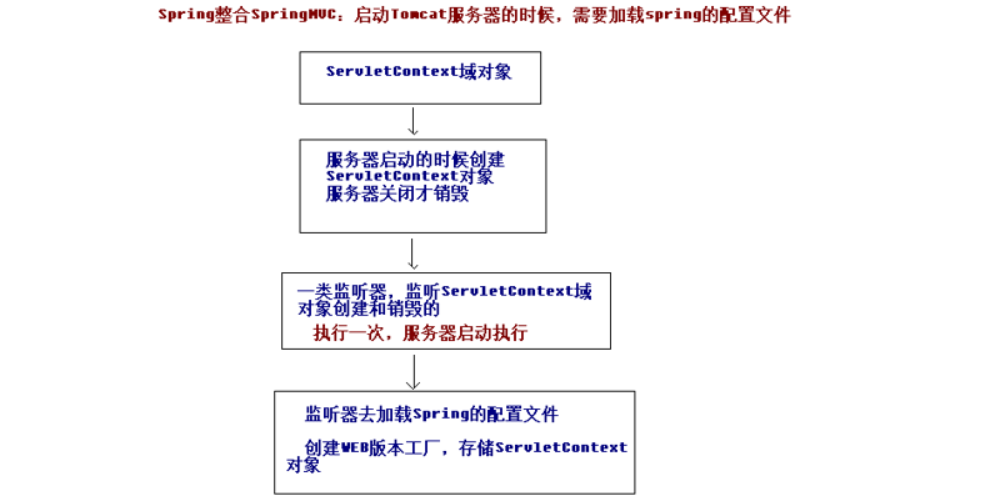 Spring整合SpringMVC：启动Tomcat服务器的时候，需要加载spring的配置文件
ServletContext域对象
服务器启动的时候创建
ServletContext对象
服务器关闭才销毁
一类监听器，监听ServletContext域
对象创建和销毁的
执行一次，服务器启动执行
监听器去加载Spring的配置文件
创建WEB版本工厂，存储ServletContext
对象